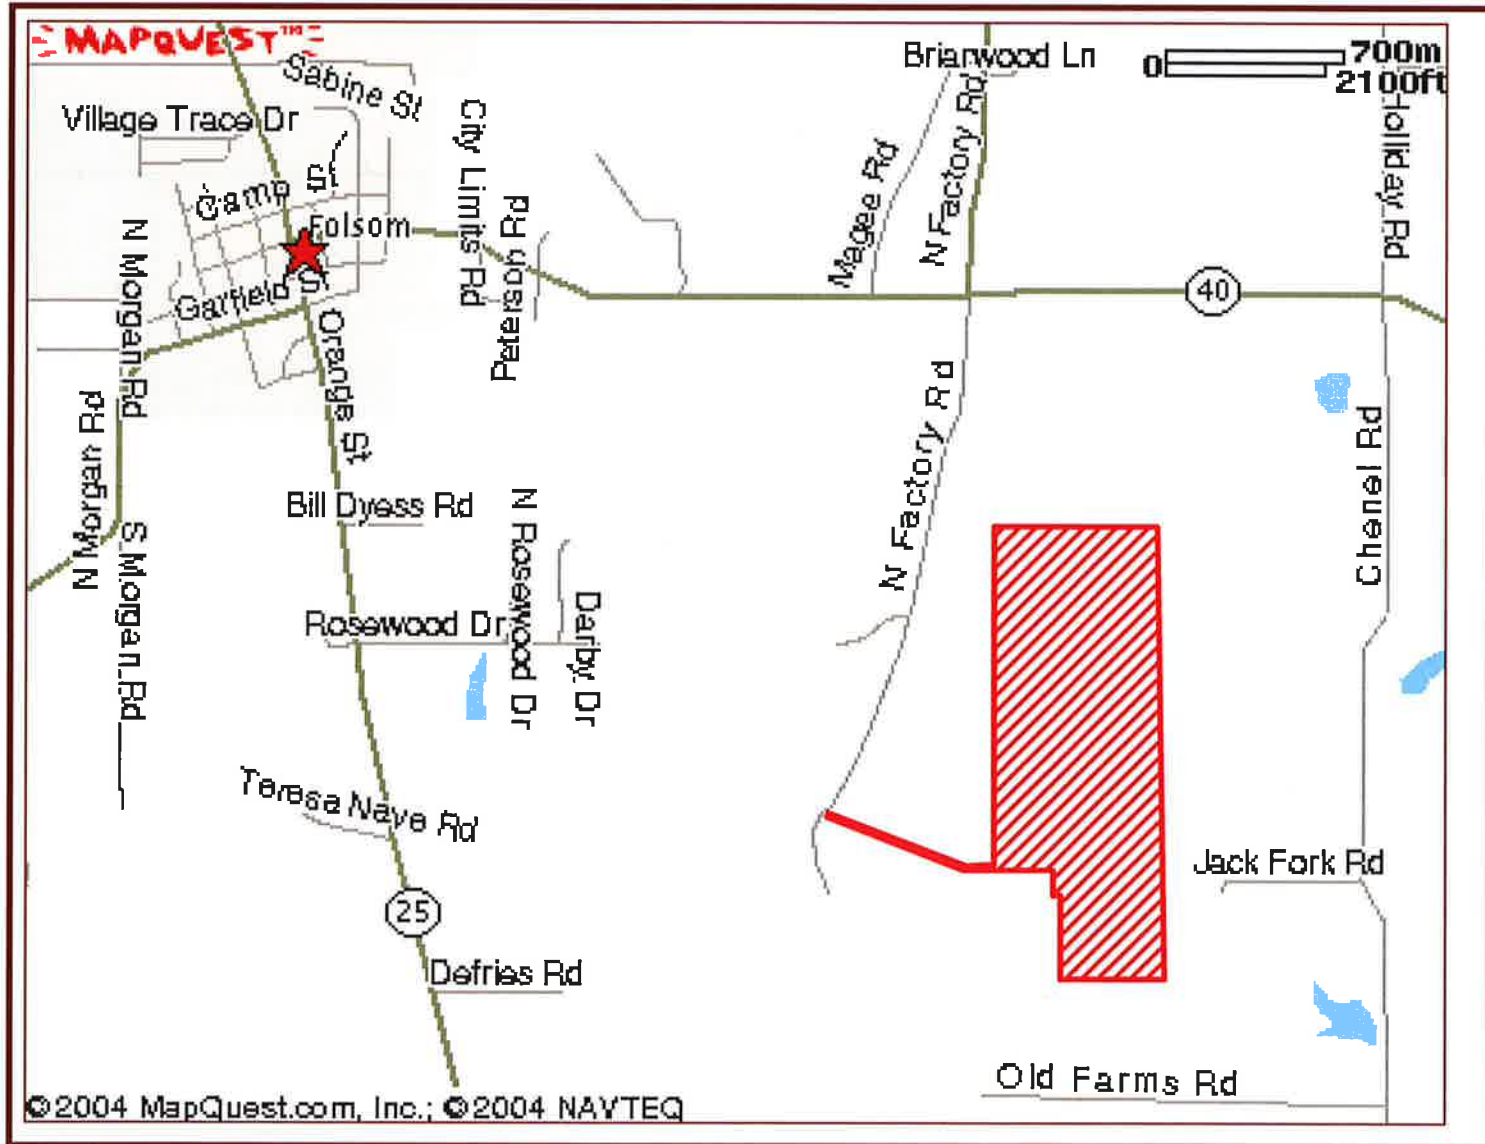 MAPQUEST™
Sabine St
Village Trace Dr
Camp St
Folsom
Garfield St
City Limits Rd
Peterson Rd
Orange St
N Morgan Rd
N Morgan Rd
S Morgan Rd
Bill Dyess Rd
Rosewood Dr
N Rosewood Dr
Darby Dr
Teresa Nave Rd
25
Defries Rd
Briarwood Ln
Magee Rd
N Factory Rd
N Factory Rd
0
700m
2100ft
Holliday Rd
40
Chenel Rd
Jack Fork Rd
Old Farms Rd
©2004 MapQuest.com, Inc.; ©2004 NAVTEQ